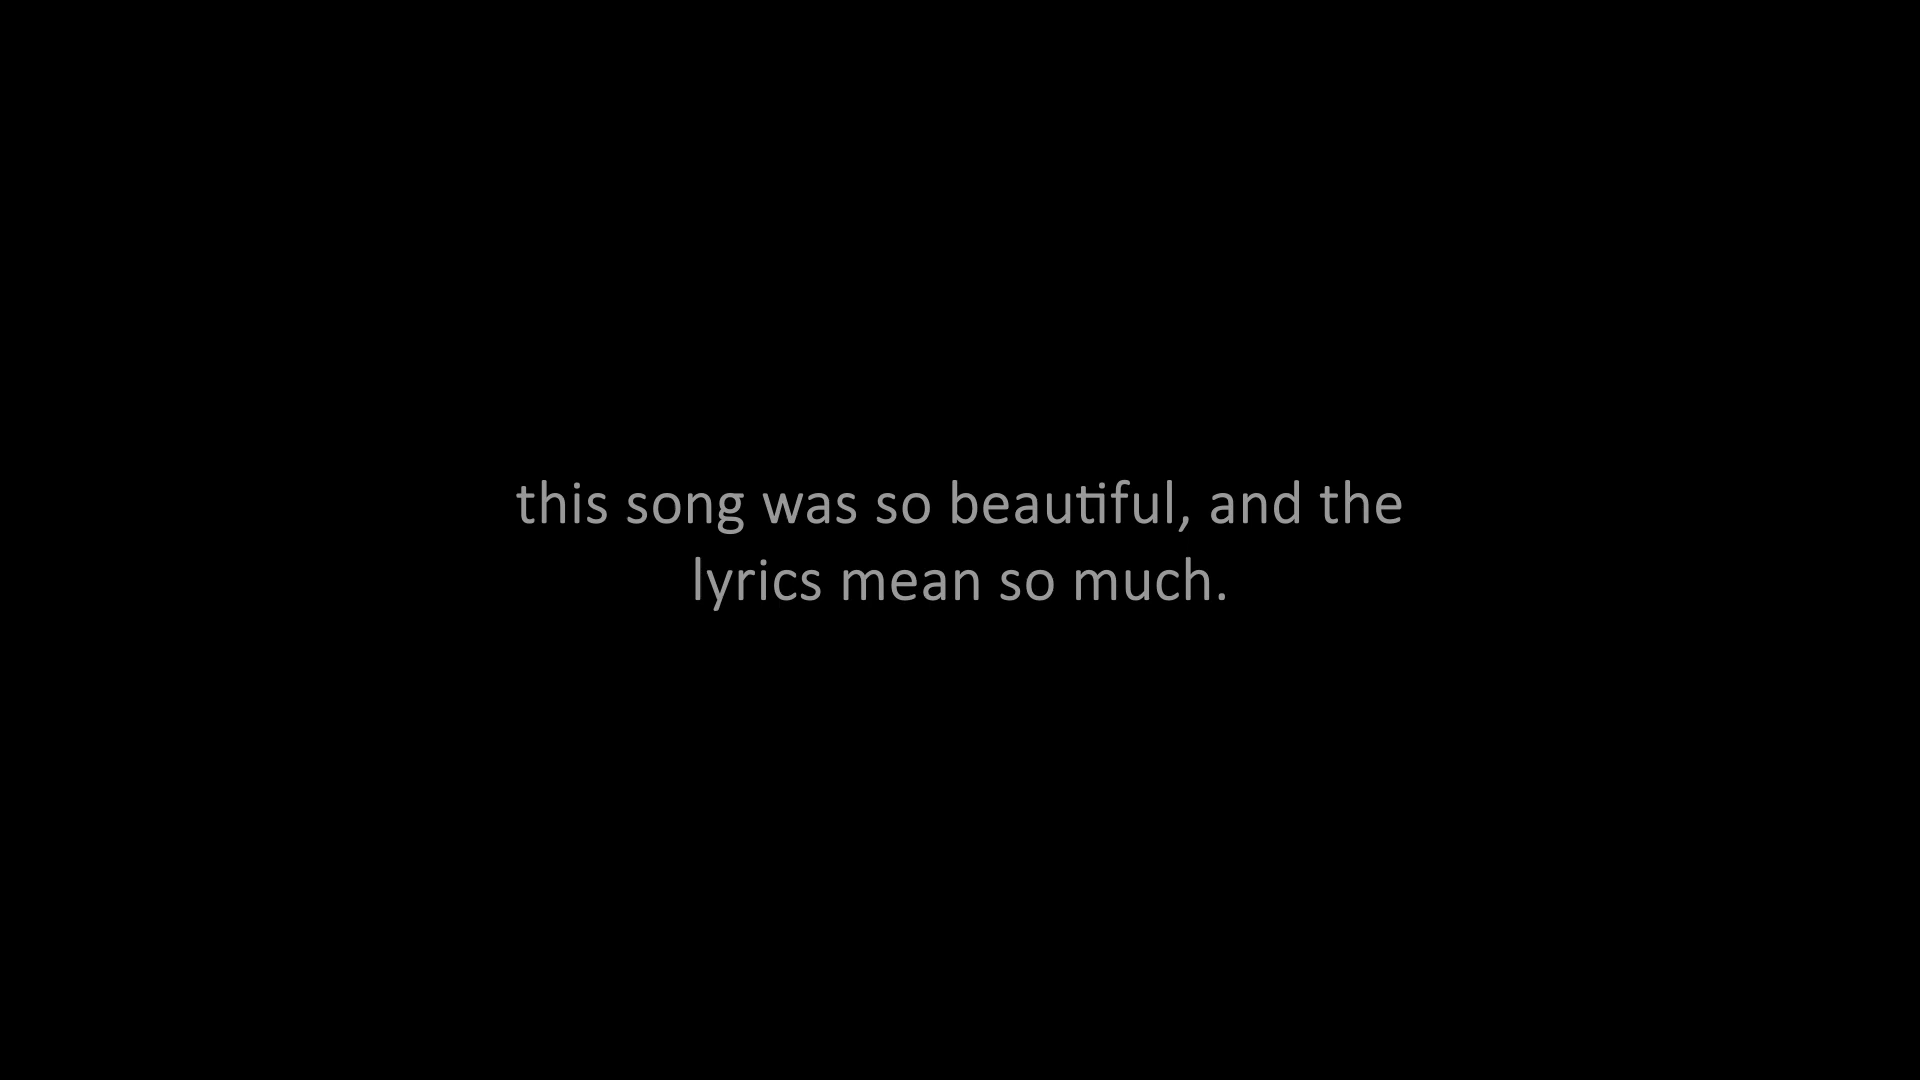 this song was so beautiful, and the
lyrics mean so much.